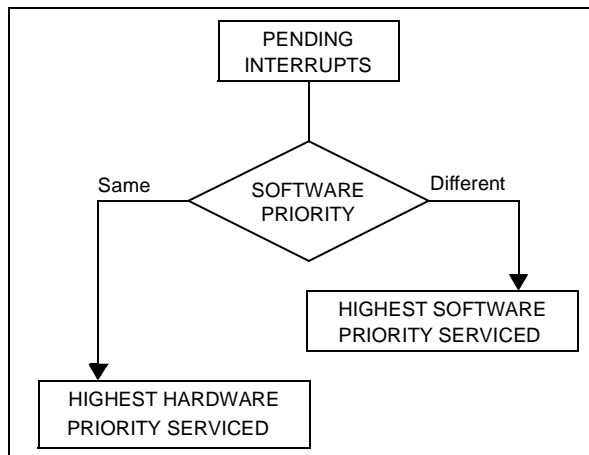 PENDING
INTERRUPTS
Same
SOFTWARE
PRIORITY
Different
HIGHEST SOFTWARE
PRIORITY SERVICED
HIGHEST HARDWARE
PRIORITY SERVICED